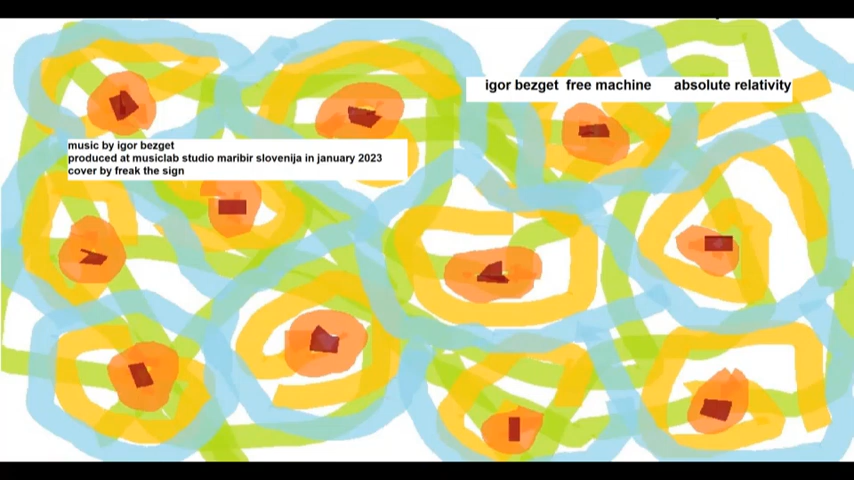 igor bezget free machine absolute relativity
music by igor bezget
produced at musiclab studio maribir slovenija in january 2023
cover by freak the sign